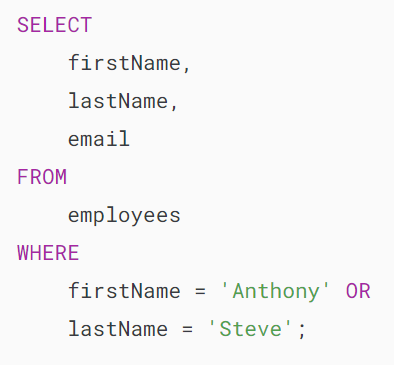 SELECT
firstName,
lastName,
email
FROM
employees
WHERE
firstName = 'Anthony' OR
lastName = 'Steve';